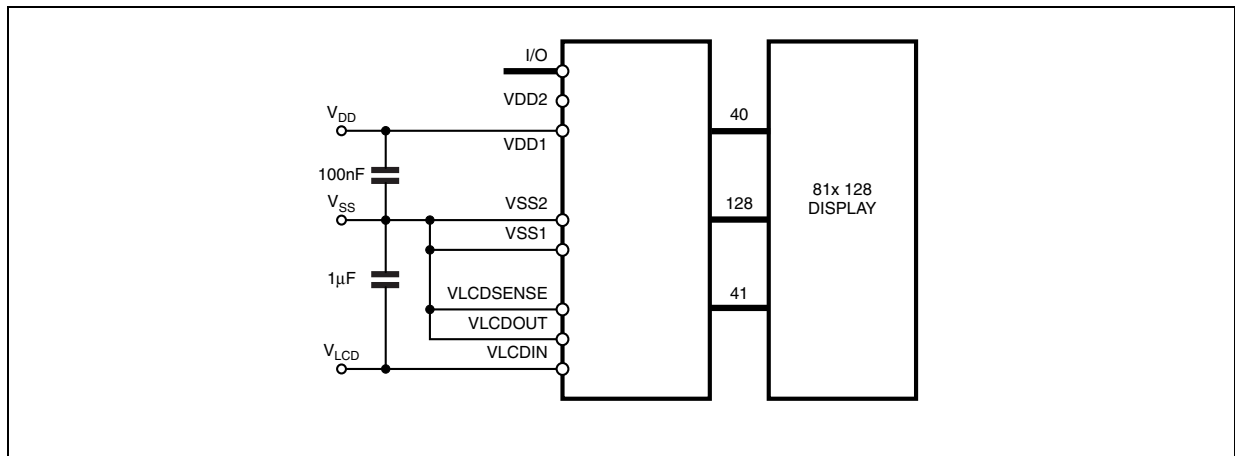 I/O
VDD2
V_DD
VDD1
40
100nF
V_SS
VSS2
128
81x 128
DISPLAY
VSS1
1µF
VLCDSENSE
41
VLCDOUT
VLCDIN
V_LCD